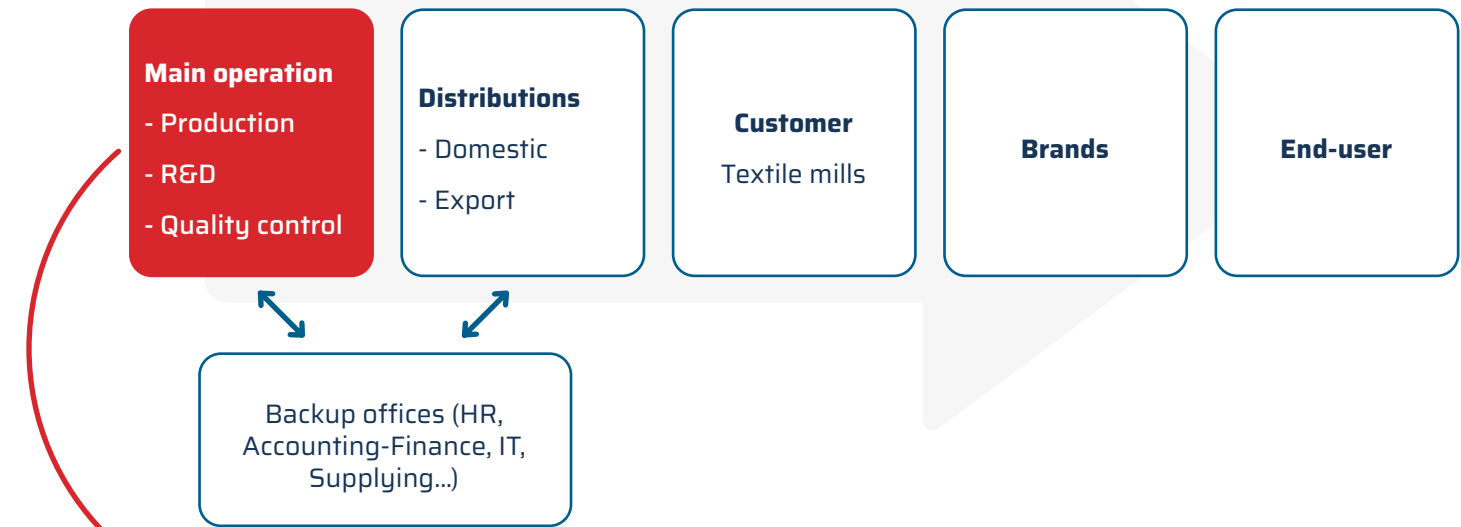 Main operation
- Production
- R&D
- Quality control
Distributions
- Domestic
- Export
Customer
Textile mills
Brands
End-user
Backup offices (HR,
Accounting-Finance, IT,
Supplying...)